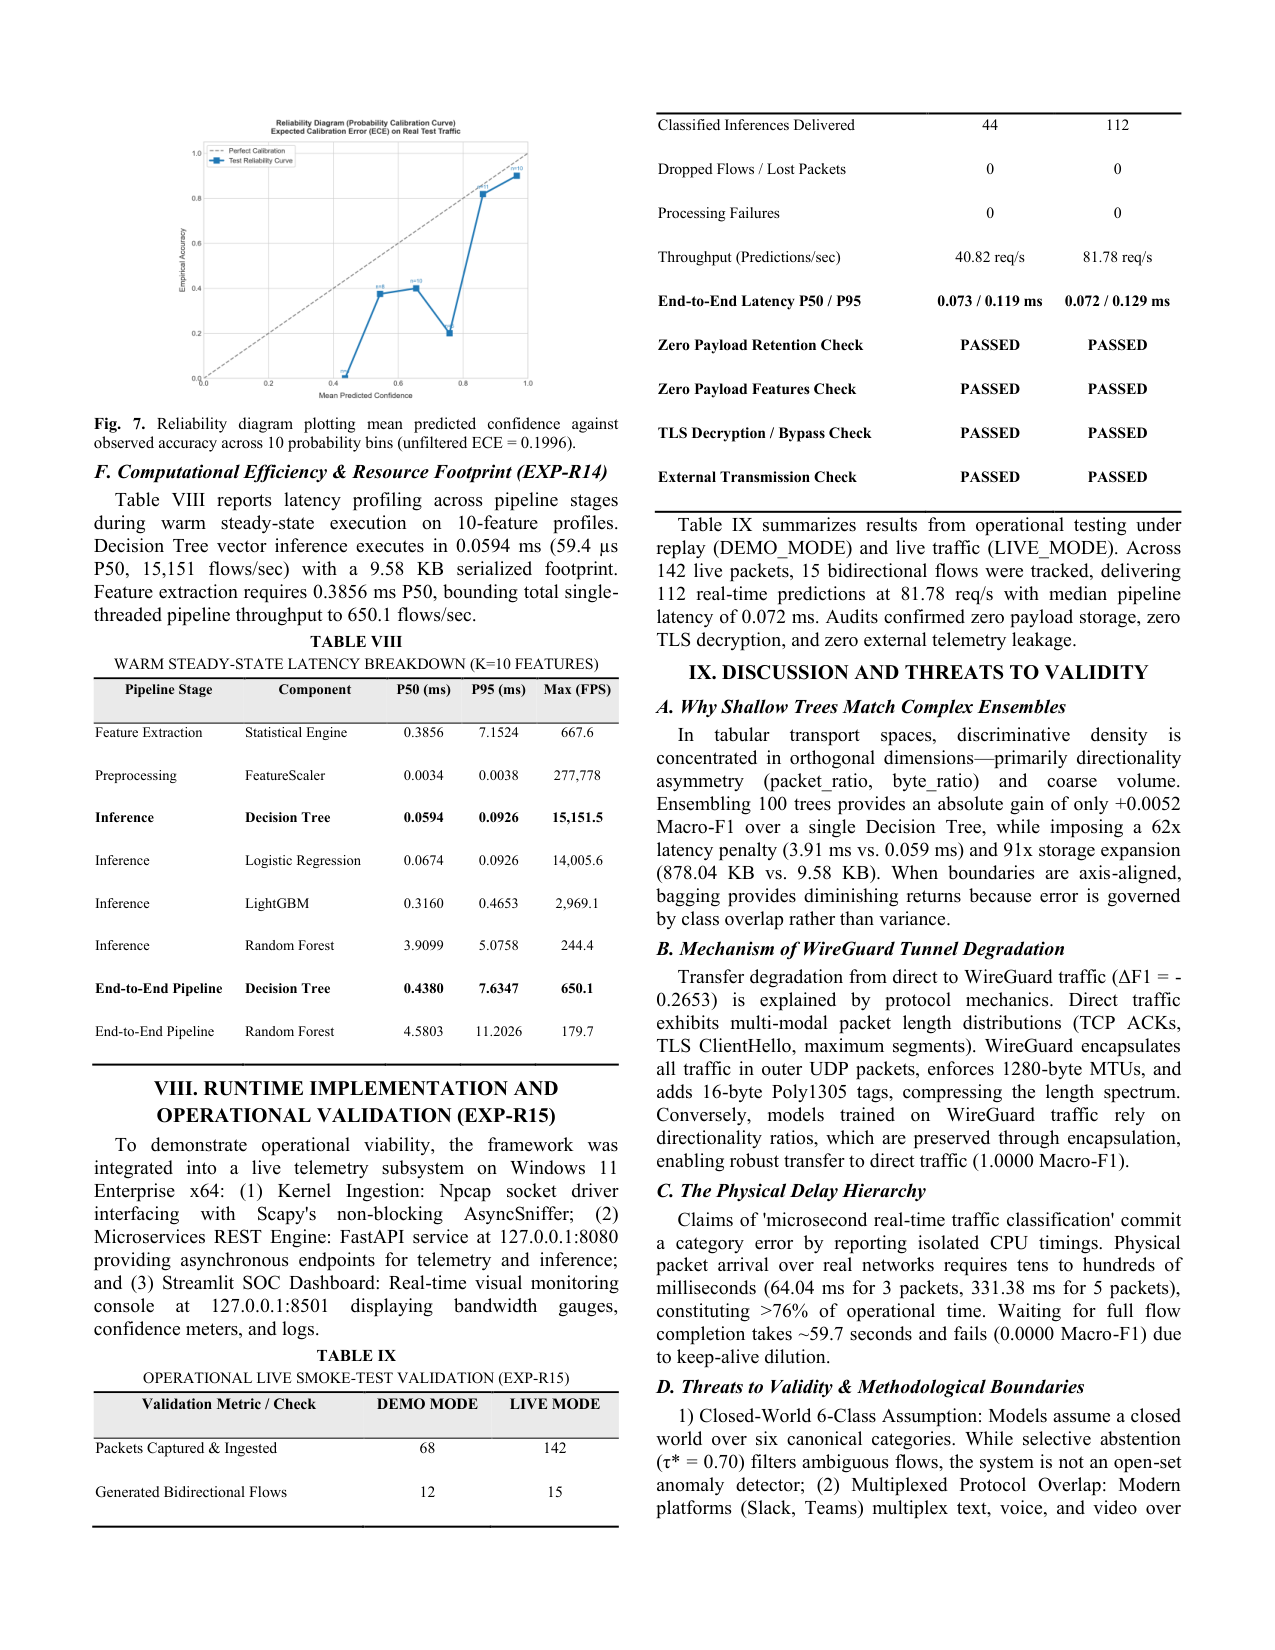 Reliability Diagram (Probability Calibration Curve)
Expected Calibration Error (ECE) on Real Test Traffic
Perfect Calibration
Test Reliability Curve
1.0
0.8
0.6
0.4
0.2
0.0
Empirical Accuracy
n=8
n=10
n=11
n=10
0.0
0.2
0.4
0.6
0.8
1.0
Mean Predicted Confidence
Fig. 7. Reliability diagram plotting mean predicted confidence against
observed accuracy across 10 probability bins (unfiltered ECE = 0.1996).
F. Computational Efficiency & Resource Footprint (EXP-R14)
Table VIII reports latency profiling across pipeline stages
during warm steady-state execution on 10-feature profiles.
Decision Tree vector inference executes in 0.0594 ms (59.4 µs
P50, 15,151 flows/sec) with a 9.58 KB serialized footprint.
Feature extraction requires 0.3856 ms P50, bounding total single-
threaded pipeline throughput to 650.1 flows/sec.
TABLE VIII
WARM STEADY-STATE LATENCY BREAKDOWN (K=10 FEATURES)
Pipeline Stage Component P50 (ms) P95 (ms) Max (FPS)
Feature Extraction Statistical Engine 0.3856 7.1524 667.6
Preprocessing FeatureScaler 0.0034 0.0038 277,778
Inference Decision Tree 0.0594 0.0926 15,151.5
Inference Logistic Regression 0.0674 0.0926 14,005.6
Inference LightGBM 0.3160 0.4653 2,969.1
Inference Random Forest 3.9099 5.0758 244.4
End-to-End Pipeline Decision Tree 0.4380 7.6347 650.1
End-to-End Pipeline Random Forest 4.5803 11.2026 179.7
VIII. RUNTIME IMPLEMENTATION AND
OPERATIONAL VALIDATION (EXP-R15)
To demonstrate operational viability, the framework was
integrated into a live telemetry subsystem on Windows 11
Enterprise x64: (1) Kernel Ingestion: Npcap socket driver
interfacing with Scapy's non-blocking AsyncSniffer; (2)
Microservices REST Engine: FastAPI service at 127.0.0.1:8080
providing asynchronous endpoints for telemetry and inference;
and (3) Streamlit SOC Dashboard: Real-time visual monitoring
console at 127.0.0.1:8501 displaying bandwidth gauges,
confidence meters, and logs.
TABLE IX
OPERATIONAL LIVE SMOKE-TEST VALIDATION (EXP-R15)
Validation Metric / Check DEMO MODE LIVE MODE
Packets Captured & Ingested 68 142
Generated Bidirectional Flows 12 15
Classified Inferences Delivered 44 112
Dropped Flows / Lost Packets 0 0
Processing Failures 0 0
Throughput (Predictions/sec) 40.82 req/s 81.78 req/s
End-to-End Latency P50 / P95 0.073 / 0.119 ms 0.072 / 0.129 ms
Zero Payload Retention Check PASSED PASSED
Zero Payload Features Check PASSED PASSED
TLS Decryption / Bypass Check PASSED PASSED
External Transmission Check PASSED PASSED
Table IX summarizes results from operational testing under
replay (DEMO_MODE) and live traffic (LIVE_MODE). Across
142 live packets, 15 bidirectional flows were tracked, delivering
112 real-time predictions at 81.78 req/s with median pipeline
latency of 0.072 ms. Audits confirmed zero payload storage, zero
TLS decryption, and zero external telemetry leakage.
IX. DISCUSSION AND THREATS TO VALIDITY
A. Why Shallow Trees Match Complex Ensembles
In tabular transport spaces, discriminative density is
concentrated in orthogonal dimensions—primarily directionality
asymmetry (packet_ratio, byte_ratio) and coarse volume.
Ensembling 100 trees provides an absolute gain of only +0.0052
Macro-F1 over a single Decision Tree, while imposing a 62x
latency penalty (3.91 ms vs. 0.059 ms) and 91x storage expansion
(878.04 KB vs. 9.58 KB). When boundaries are axis-aligned,
bagging provides diminishing returns because error is governed
by class overlap rather than variance.
B. Mechanism of WireGuard Tunnel Degradation
Transfer degradation from direct to WireGuard traffic (ΔF1 = -
0.2653) is explained by protocol mechanics. Direct traffic
exhibits multi-modal packet length distributions (TCP ACKs,
TLS ClientHello, maximum segments). WireGuard encapsulates
all traffic in outer UDP packets, enforces 1280-byte MTUs, and
adds 16-byte Poly1305 tags, compressing the length spectrum.
Conversely, models trained on WireGuard traffic rely on
directionality ratios, which are preserved through encapsulation,
enabling robust transfer to direct traffic (1.0000 Macro-F1).
C. The Physical Delay Hierarchy
Claims of 'microsecond real-time traffic classification' commit
a category error by reporting isolated CPU timings. Physical
packet arrival over real networks requires tens to hundreds of
milliseconds (64.04 ms for 3 packets, 331.38 ms for 5 packets),
constituting >76% of operational time. Waiting for full flow
completion takes ~59.7 seconds and fails (0.0000 Macro-F1) due
to keep-alive dilution.
D. Threats to Validity & Methodological Boundaries
1) Closed-World 6-Class Assumption: Models assume a closed
world over six canonical categories. While selective abstention
(τ* = 0.70) filters ambiguous flows, the system is not an open-set
anomaly detector; (2) Multiplexed Protocol Overlap: Modern
platforms (Slack, Teams) multiplex text, voice, and video over